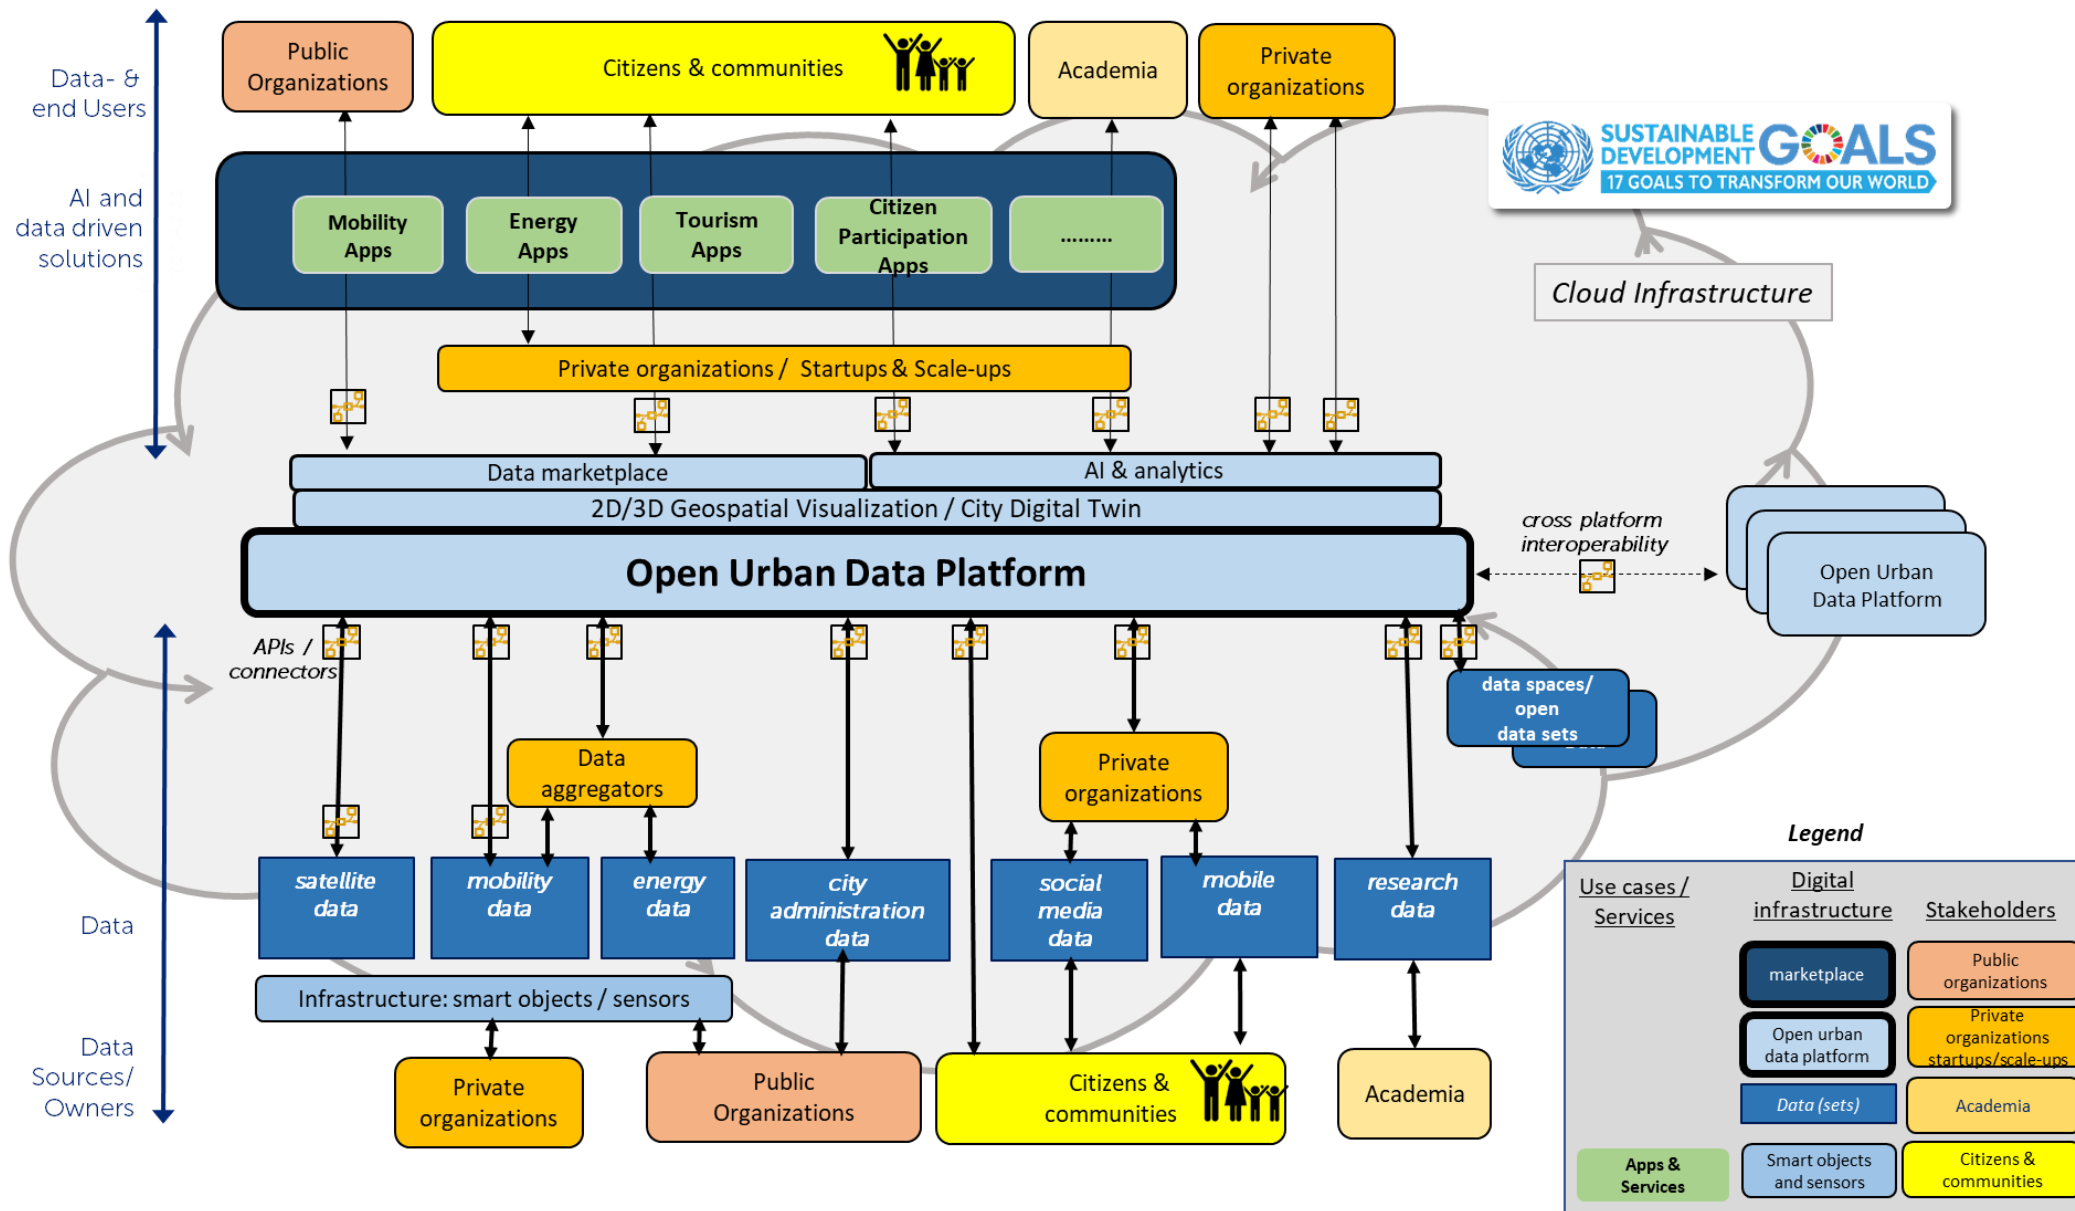 Data- &
end Users
Public
Organizations
Citizens & communities
Academia
Private
organizations
SUSTAINABLE
DEVELOPMENT
GOALS
17 GOALS TO TRANSFORM OUR WORLD
AI and
data driven
solutions
Mobility
Apps
Energy
Apps
Tourism
Apps
Citizen
Participation
Apps
.........
Cloud Infrastructure
Private organizations / Startups & Scale-ups
Data marketplace
AI & analytics
2D/3D Geospatial Visualization / City Digital Twin
Open Urban Data Platform
cross platform
interoperability
Open Urban
Data Platform
APIs /
connectors
data spaces/
open
data sets
Data
aggregators
Private
organizations
Data
satellite
data
mobility
data
energy
data
city
administration
data
social
media
data
mobile
data
research
data
Infrastructure: smart objects / sensors
Data
Sources/
Owners
Private
organizations
Public
Organizations
Citizens &
communities
Academia
Legend
Use cases /
Services
Digital
infrastructure
Stakeholders
marketplace
Public
organizations
Open urban
data platform
Private
organizations
startups/scale-ups
Data (sets)
Academia
Apps &
Services
Smart objects
and sensors
Citizens &
communities